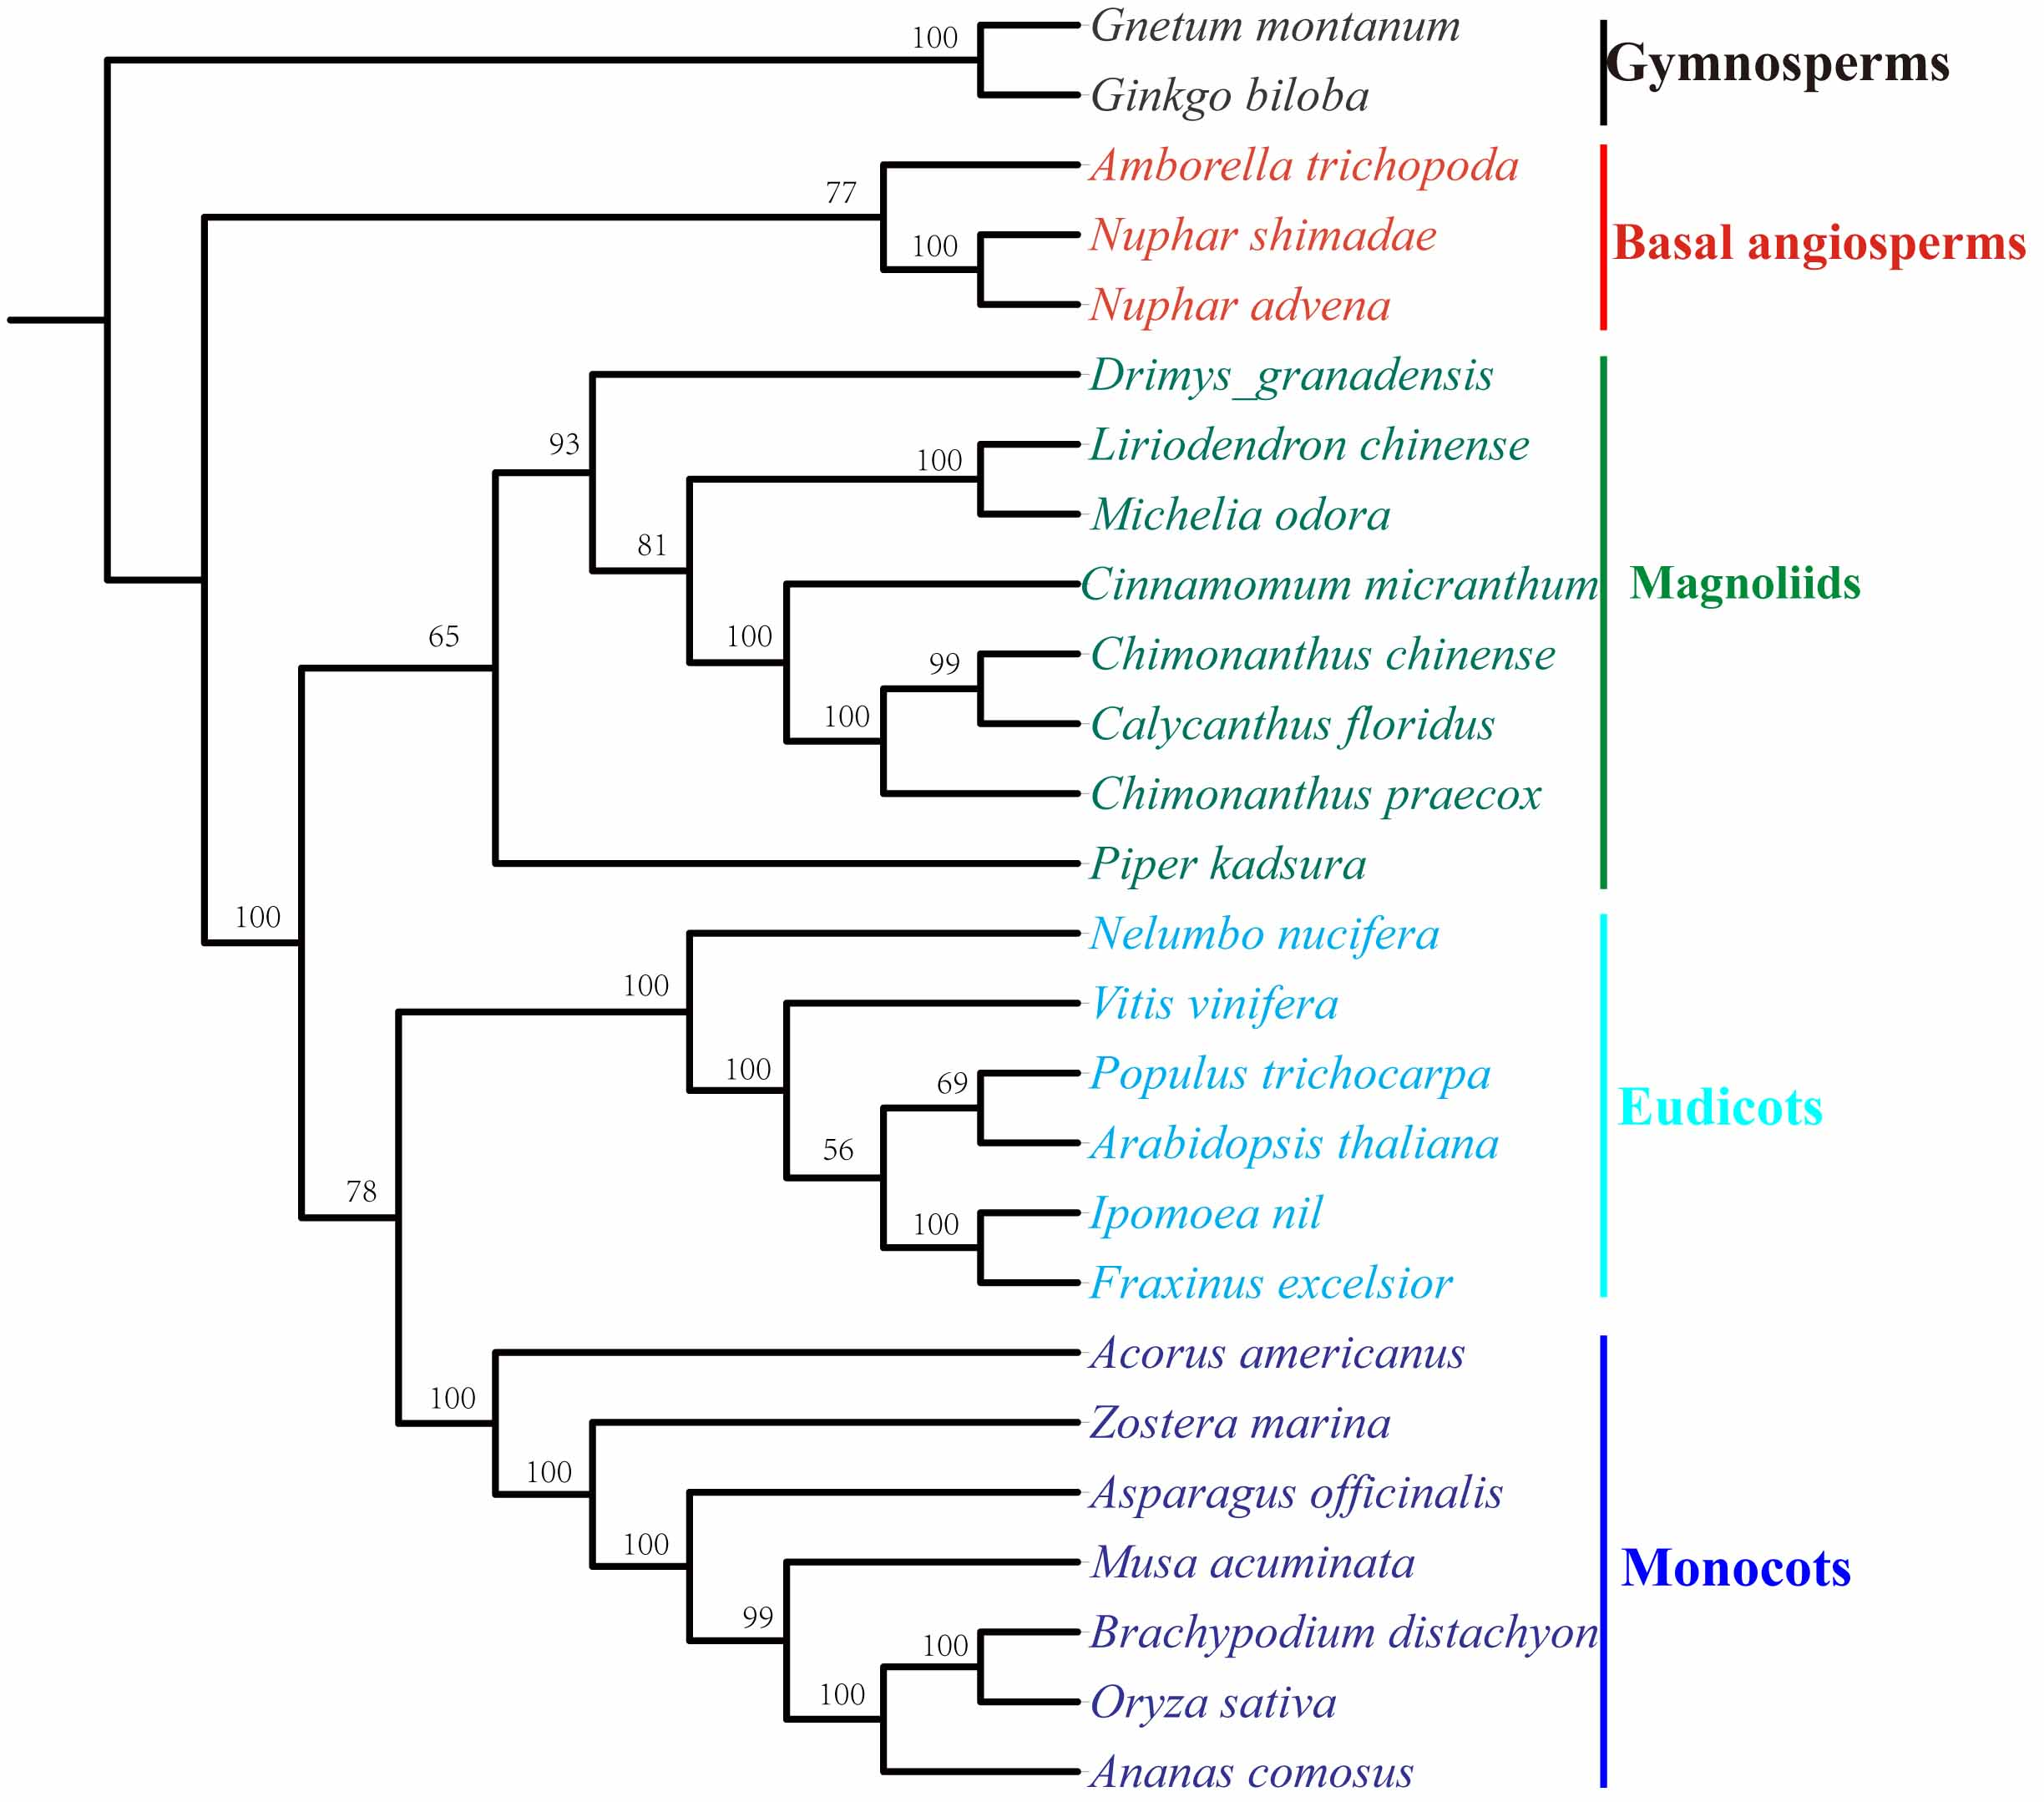 100
Gnetum montanum
Ginkgo biloba
Gymnosperms
77
Amborella trichopoda
100
Nuphar shimadae
Nuphar advena
Basal angiosperms
Drimys_granadensis
93
100
Liriodendron chinense
Michelia odora
81
Cinnamomum micranthum
Magnoliids
65
100
99
Chimonanthus chinense
Calycanthus floridus
100
Chimonanthus praecox
Piper kadsura
100
Nelumbo nucifera
100
Vitis vinifera
100
69
Populus trichocarpa
Arabidopsis thaliana
Eudicots
56
78
100
Ipomoea nil
Fraxinus excelsior
Acorus americanus
100
Zostera marina
100
Asparagus officinalis
100
Musa acuminata
Monocots
99
100
Brachypodium distachyon
Oryza sativa
100
Ananas comosus